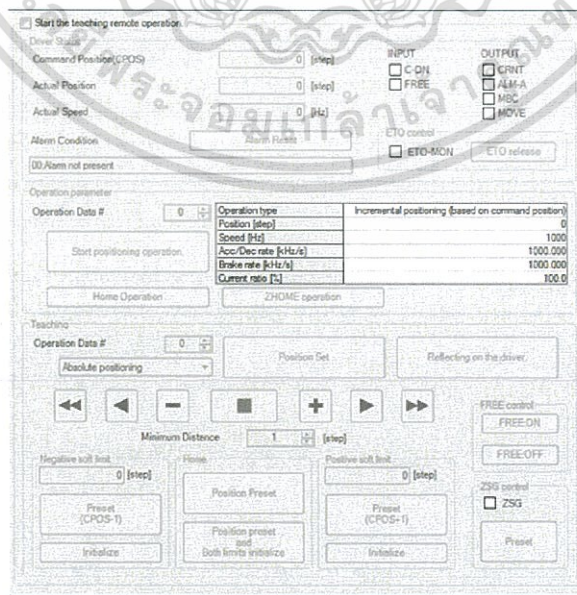 Start the teaching remote operation.
Driver Status
Command Position(CPOS) 0 [step]
Actual Position 0 [step]
Actual Speed 0 [Hz]
INPUT
C-ON
FREE
OUTPUT
CRNT
ALM-A
MBC
MOVE
Alarm Condition
Alarm Reset
00:Alarm not present
ETO control
ETO-MON
ETO release
Operation parameter
Operation Data # 0
Operation type Incremental positioning (based on command position)
Position [step] 0
Speed [Hz] 1000
Acc/Dec rate [kHz/s] 1000.000
Brake rate [kHz/s] 1000.000
Current ratio [%] 100.0
Start positioning operation.
Home Operation
ZHOME operation
Teaching
Operation Data # 0
Absolute positioning
Position Set
Reflecting on the driver.
Minimum Distence 1 [step]
FREE control
FREE:ON
FREE:OFF
Negative soft limit
0 [step]
Preset
(CPOS-1)
Initialize
Home
Position Preset
Position preset
and
Both limits initialize
Positive soft limit
0 [step]
Preset
(CPOS+1)
Initialize
ZSG control
ZSG
Preset